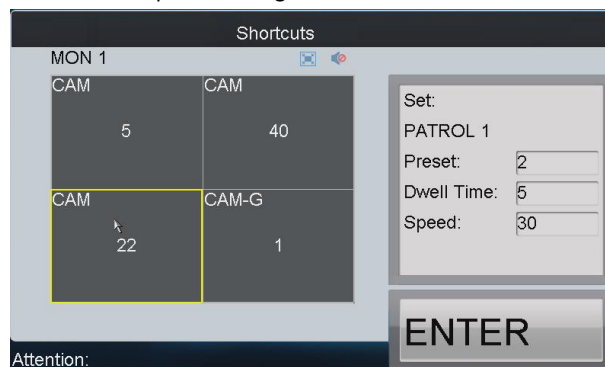 Shortcuts
MON 1
CAM
5
CAM
40
CAM
22
CAM-G
1
Set:
PATROL 1
Preset: 2
Dwell Time: 5
Speed: 30
ENTER
Attention: